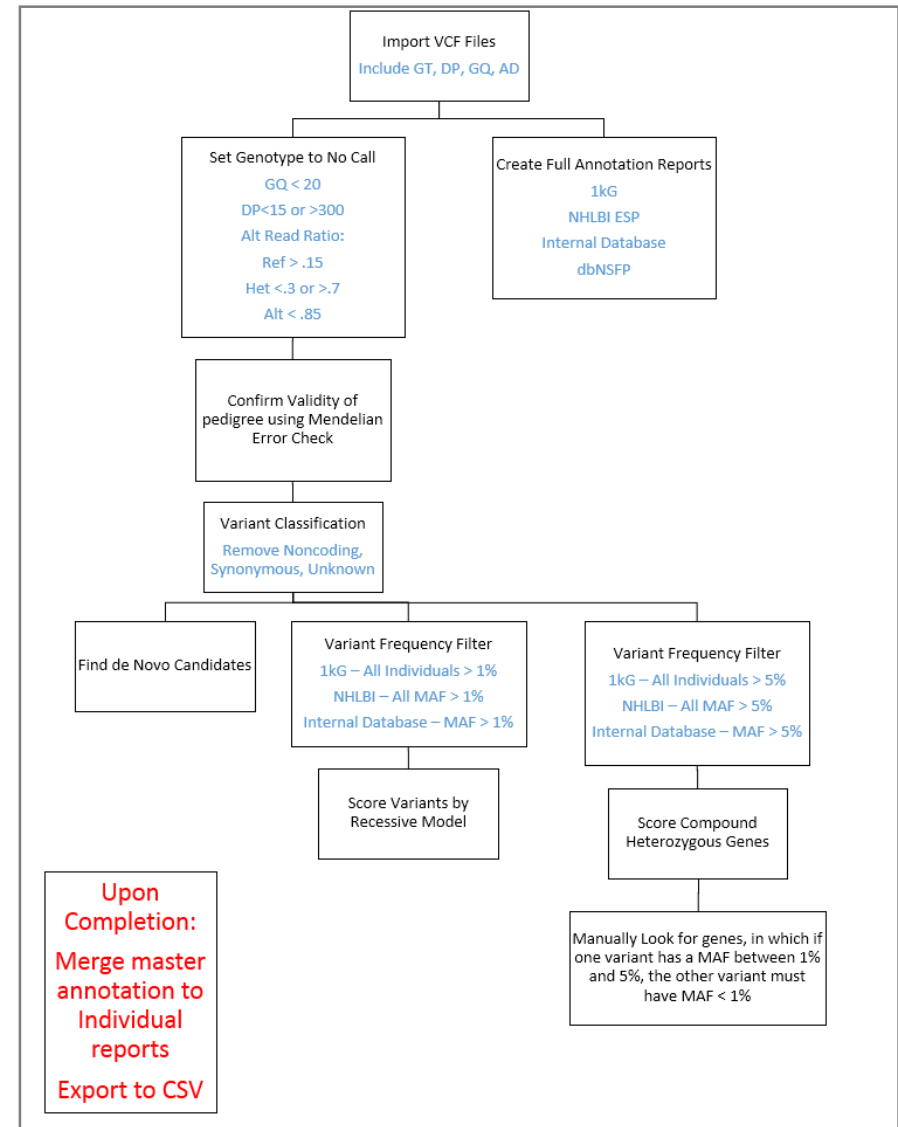 Import VCF Files
Include GT, DP, GQ, AD
Set Genotype to No Call
GQ < 20
DP<15 or >300
Alt Read Ratio:
Ref > .15
Het <.3 or >.7
Alt < .85
Create Full Annotation Reports
1kG
NHLBI ESP
Internal Database
dbNSFP
Confirm Validity of
pedigree using Mendelian
Error Check
Variant Classification
Remove Noncoding,
Synonymous, Unknown
Find de Novo Candidates
Variant Frequency Filter
1kG – All Individuals > 1%
NHLBI – All MAF > 1%
Internal Database – MAF > 1%
Variant Frequency Filter
1kG – All Individuals > 5%
NHLBI – All MAF > 5%
Internal Database – MAF > 5%
Score Variants by
Recessive Model
Score Compound
Heterozygous Genes
Manually Look for genes, in which if
one variant has a MAF between 1%
and 5%, the other variant must
have MAF < 1%
Upon
Completion:
Merge master
annotation to
Individual
reports
Export to CSV